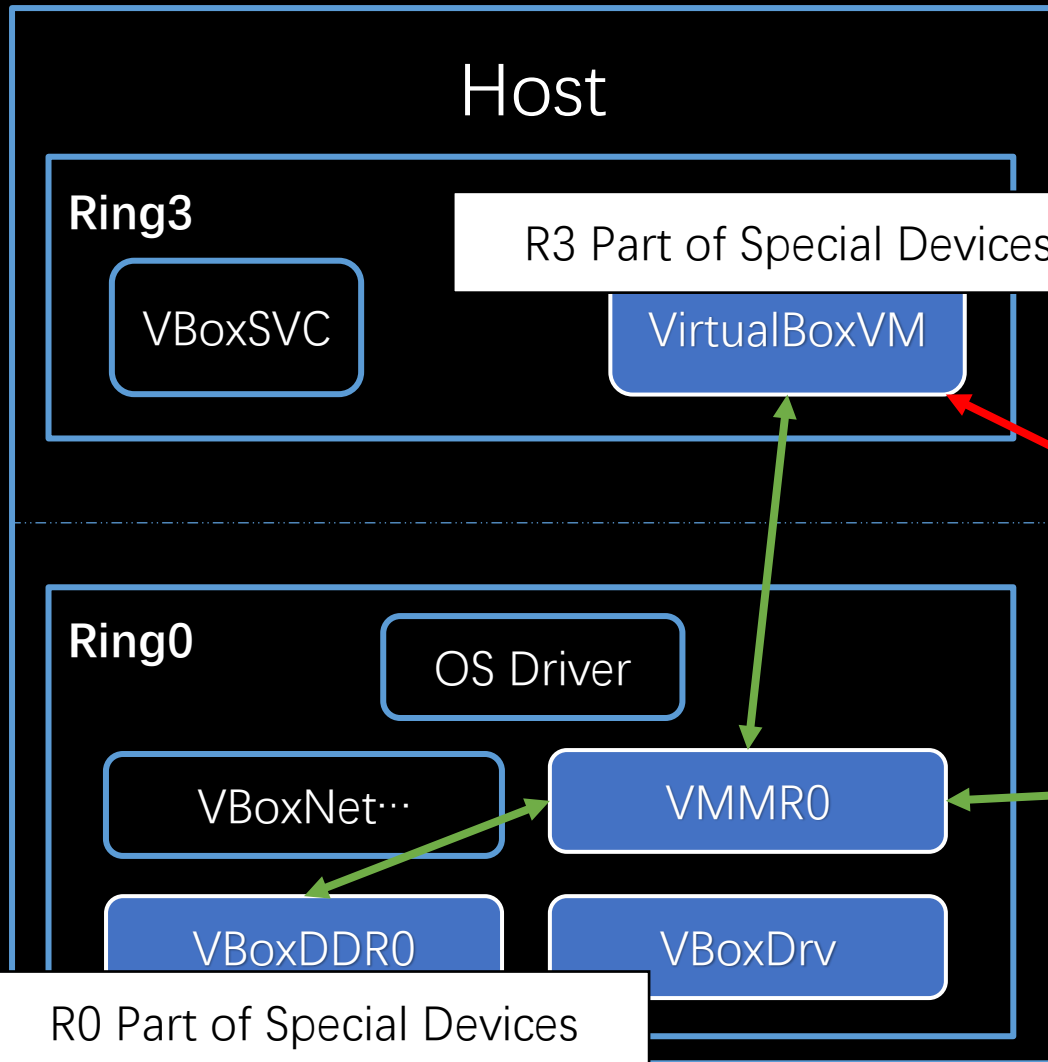 Host
Ring3
R3 Part of Special Devices
VBoxSVC
VirtualBoxVM
Ring0
OS Driver
VBoxNet…
VMMR0
VBoxDDR0
VBoxDrv
R0 Part of Special Devices